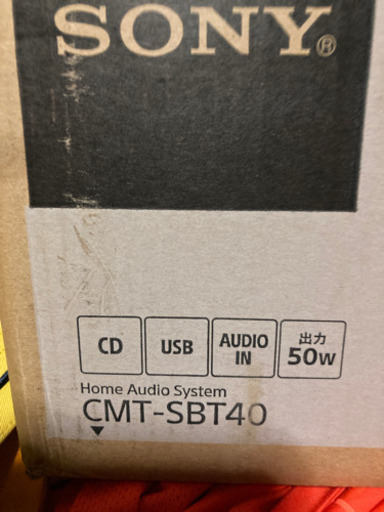 SONY®
CD
USB
AUDIO
IN
出力
50W
Home Audio System
CMT-SBT40